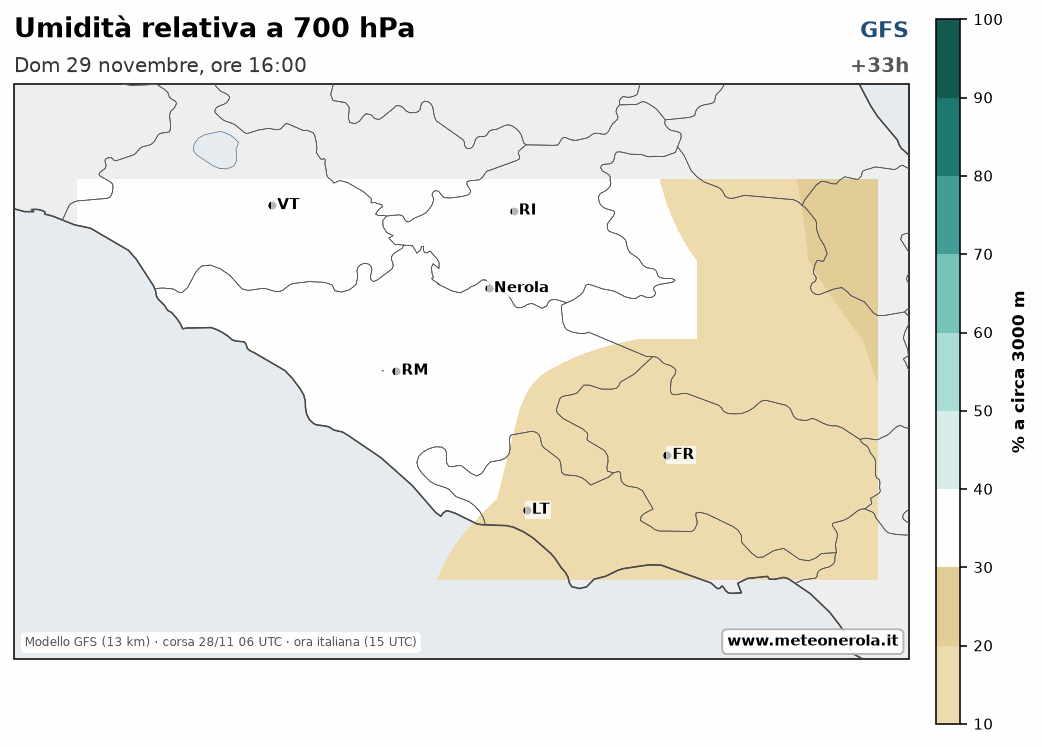 Umidità relativa a 700 hPa
GFS
Dom 29 novembre, ore 16:00
+33h
VT
RI
Nerola
RM
FR
LT
Modello GFS (13 km) · corsa 28/11 06 UTC · ora italiana (15 UTC)
www.meteonerola.it
100
90
80
70
60
50
40
30
20
10
% a circa 3000 m